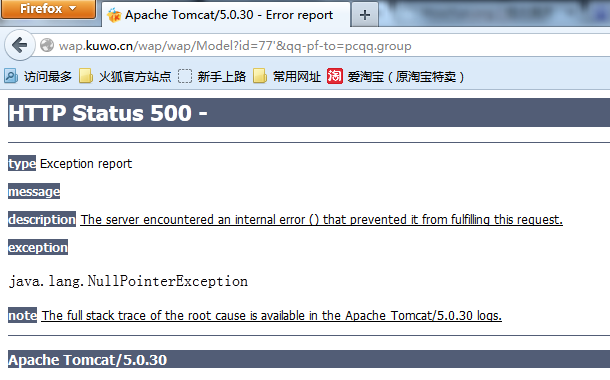 Firefox
Apache Tomcat/5.0.30 - Error report
wap.kuwo.cn/wap/wap/Model?id=77'&qq-pf-to=pcqq.group
访问最多 火狐官方站点 新手上路 常用网址 淘 爱淘宝（原淘宝特卖）
HTTP Status 500 -
type Exception report
message
description The server encountered an internal error () that prevented it from fulfilling this request.
exception
java.lang.NullPointerException
note The full stack trace of the root cause is available in the Apache Tomcat/5.0.30 logs.
Apache Tomcat/5.0.30